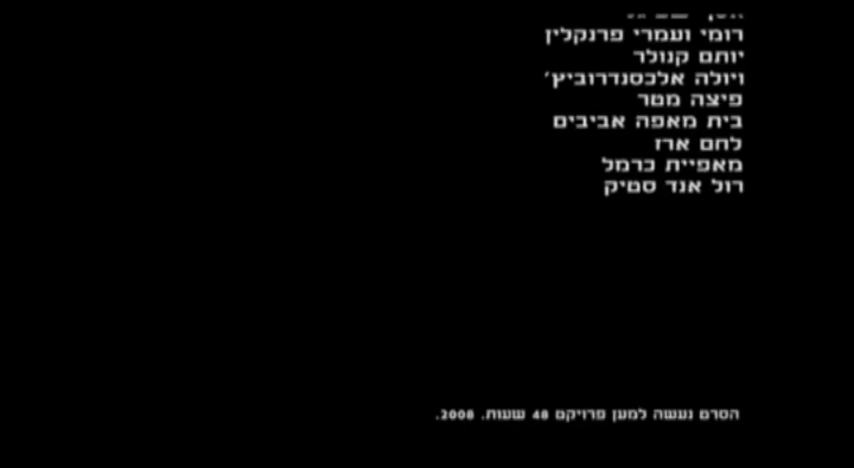 רומי ועמרי פרנקלין
יותם קנולר
ויולה אלכסנדרוביץ'
פיצה מטר
בית מאפה אביבים
לחם ארז
מאפיית כרמל
רול אנד סטיק
הסרט נעשה למען פרויקט 48 שעות. 2008.